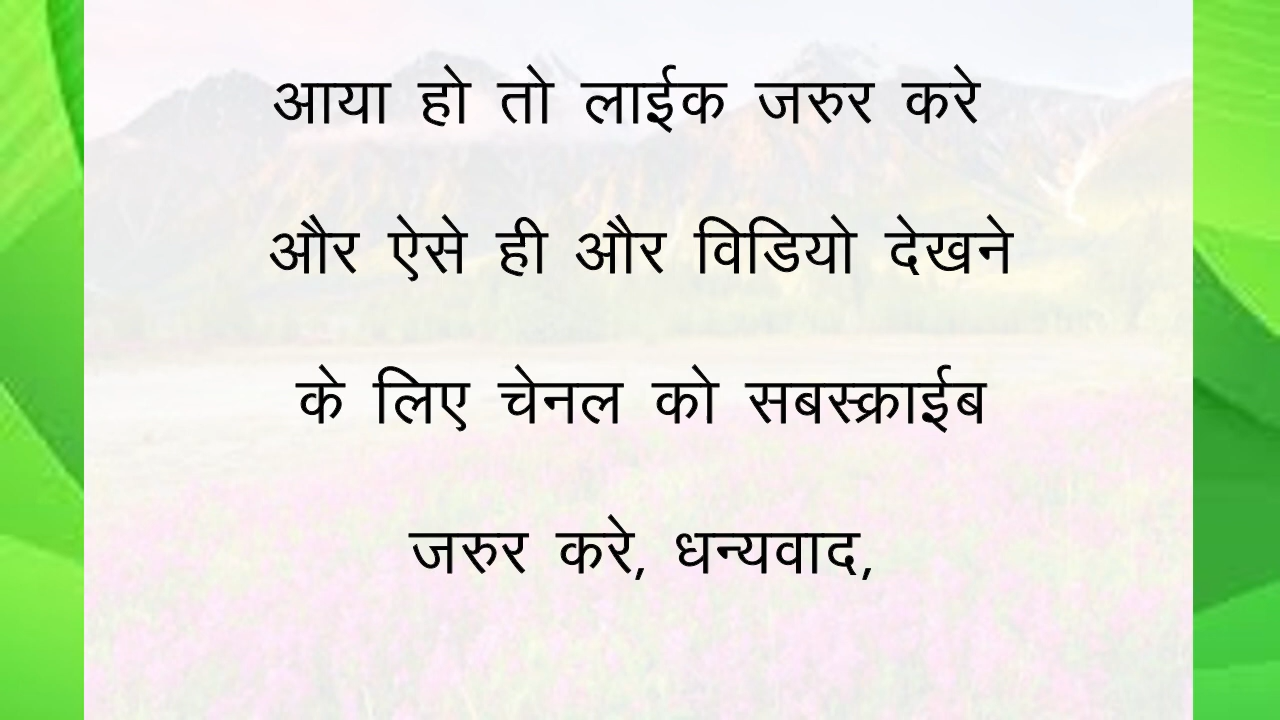 आया हो तो लाईक जरुर करे
और ऐसे ही और विडियो देखने
के लिए चेनल को सबस्क्राईब
जरुर करे, धन्यवाद,